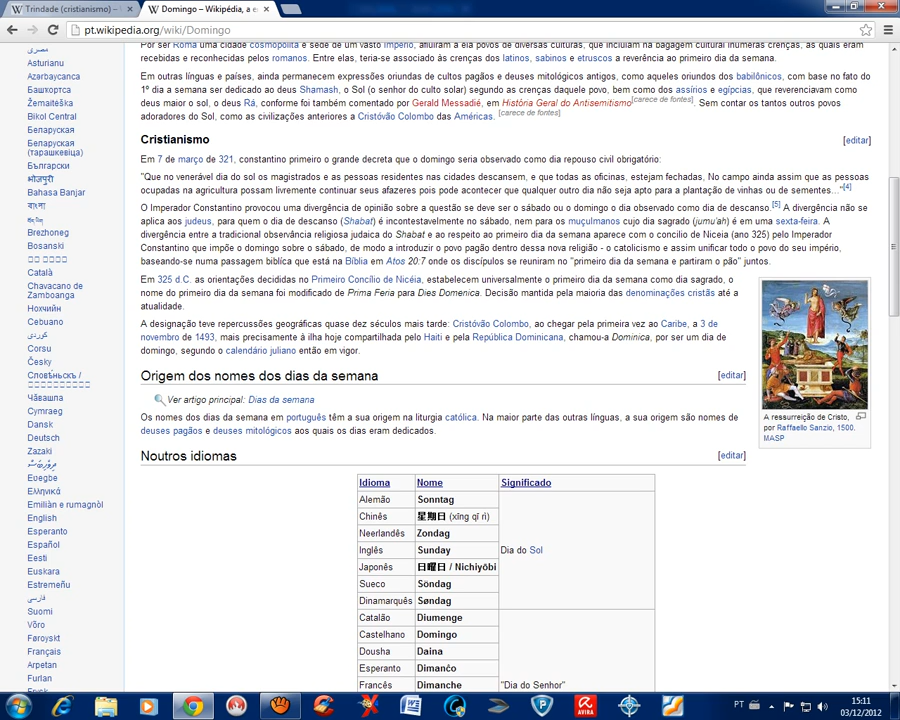 Trindade (cristianismo) –
Domingo – Wikipédia, a e
pt.wikipedia.org/wiki/Domingo
مصرى
Asturianu
Azərbaycanca
Башҡортса
Žemaitėška
Bikol Central
Беларуская
Беларуская
(тарашкевіца)
Български
भोजपुरी
Bahasa Banjar
বাংলা
Brezhoneg
Bosanski
Català
Chavacano de
Zamboanga
Нохчийн
Cebuano
کوردی
Corsu
Česky
Словѣньскъ /
Чӑвашла
Cymraeg
Dansk
Deutsch
Zazaki
Eʋegbe
Ελληνικά
Emiliàn e rumagnòl
English
Esperanto
Español
Eesti
Euskara
Estremeñu
فارسی
Suomi
Võro
Føroyskt
Français
Arpetan
Furlan
Por ser Roma uma cidade cosmopolita e sede de um vasto Império, afluíram a ela povos de diversas culturas, que incluíam na bagagem cultural inúmeras crenças, as quais eram
recebidas e reconhecidas pelos romanos. Entre elas, teria-se associado às crenças dos latinos, sabinos e etruscos a reverência ao primeiro dia da semana.
Em outras línguas e países, ainda permanecem expressões oriundas de cultos pagãos e deuses mitológicos antigos, como aqueles oriundos dos babilônicos, com base no fato do
1º dia a semana ser dedicado ao deus Shamash, o Sol (o senhor do culto solar) segundo as crenças daquele povo, bem como dos assírios e egípcias, que reverenciavam como
deus maior o sol, o deus Rá, conforme foi também comentado por Gerald Messadié, em História Geral do Antisemitismo[carece de fontes]. Sem contar os tantos outros povos
adoradores do Sol, como as civilizações anteriores a Cristóvão Colombo das Américas. [carece de fontes]
Cristianismo [editar]
Em 7 de março de 321, constantino primeiro o grande decreta que o domingo seria observado como dia repouso civil obrigatório:
"Que no venerável dia do sol os magistrados e as pessoas residentes nas cidades descansem, e que todas as oficinas, estejam fechadas, No campo ainda assim que as pessoas
ocupadas na agricultura possam livremente continuar seus afazeres pois pode acontecer que qualquer outro dia não seja apto para a plantação de vinhas ou de sementes..."[4]
O Imperador Constantino provocou uma divergência de opinião sobre a questão se deve ser o sábado ou o domingo o dia observado como dia de descanso.[5] A divergência não se
aplica aos judeus, para quem o dia de descanso (Shabat) é incontestavelmente no sábado, nem para os muçulmanos cujo dia sagrado (jumu'ah) é em uma sexta-feira. A
divergência entre a tradicional observância religiosa judaica do Shabat e ao respeito ao primeiro dia da semana aparece com o concilio de Niceia (ano 325) pelo Imperador
Constantino que impõe o domingo sobre o sábado, de modo a introduzir o povo pagão dentro dessa nova religião - o catolicismo e assim unificar todo o povo do seu império,
baseando-se numa passagem biblíca que está na Bíblia em Atos 20:7 onde os discípulos se reuniram no "primeiro dia da semana e partiram o pão" juntos.
Em 325 d.C. as orientações decididas no Primeiro Concílio de Nicéia, estabelecem universalmente o primeiro dia da semana como dia sagrado, o
nome do primeiro dia da semana foi modificado de Prima Feria para Dies Domenica. Decisão mantida pela maioria das denominações cristãs até a
atualidade.
A designação teve repercussões geográficas quase dez séculos mais tarde: Cristóvão Colombo, ao chegar pela primeira vez ao Caribe, a 3 de
novembro de 1493, mais precisamente à ilha hoje compartilhada pelo Haiti e pela República Dominicana, chamou-a Dominica, por ser um dia de
domingo, segundo o calendário juliano então em vigor.
A ressurreição de Cristo,
por Raffaello Sanzio, 1500.
MASP
Origem dos nomes dos dias da semana [editar]
Ver artigo principal: Dias da semana
Os nomes dos dias da semana em português têm a sua origem na liturgia católica. Na maior parte das outras línguas, a sua origem são nomes de
deuses pagãos e deuses mitológicos aos quais os dias eram dedicados.
Noutros idiomas [editar]
Idioma Nome Significado
Alemão Sonntag
Chinês 星期日 (xīng qī rì)
Neerlandês Zondag
Inglês Sunday Dia do Sol
Japonês 日曜日 / Nichiyōbi
Sueco Söndag
Dinamarquês Søndag
Catalão Diumenge
Castelhano Domingo
Dousha Daina
Esperanto Dimanĉo
Francês Dimanche "Dia do Senhor"
AVIRA
PT
15:11
03/12/2012